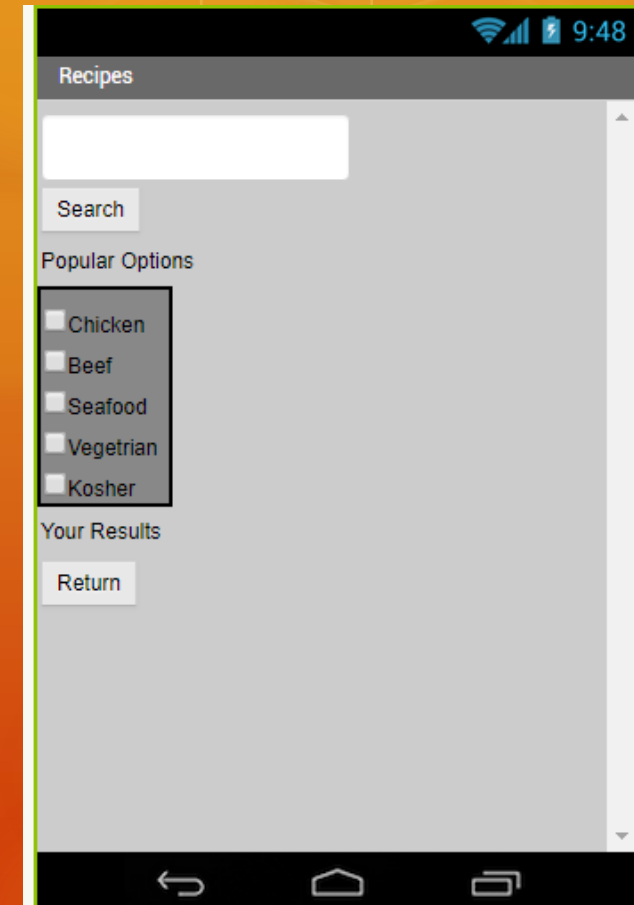 9:48
Recipes
Search
Popular Options
Chicken
Beef
Seafood
Vegetrian
Kosher
Your Results
Return